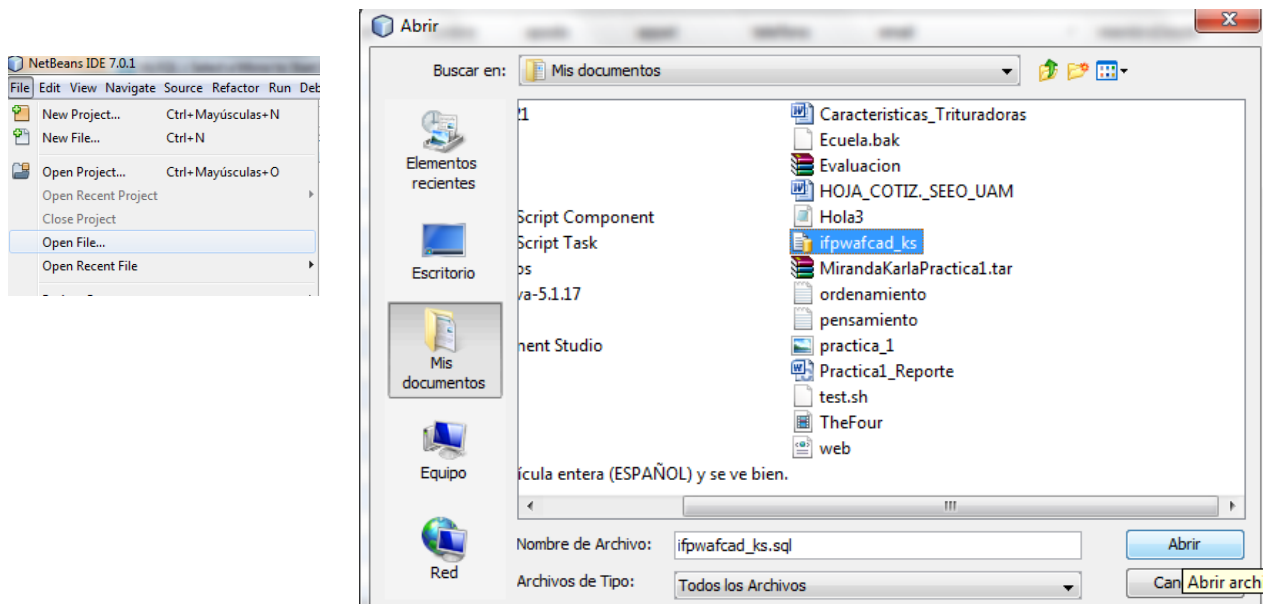 NetBeans IDE 7.0.1
File Edit View Navigate Source Refactor Run Deb
New Project... Ctrl+Mayúsculas+N
New File... Ctrl+N
Open Project... Ctrl+Mayúsculas+O
Open Recent Project
Close Project
Open File...
Open Recent File
Abrir
Buscar en: Mis documentos
Elementos
recientes
Escritorio
Mis
documentos
Equipo
Red
21
Script Component
Script Task
os
va-5.1.17
nent Studio
ícula entera (ESPAÑOL) y se ve bien.
Caracteristicas_Trituradoras
Ecuela.bak
Evaluacion
HOJA_COTIZ._SEEO_UAM
Hola3
ifpwafcad_ks
MirandaKarlaPractica1.tar
ordenamiento
pensamiento
practica_1
Practica1_Reporte
test.sh
TheFour
web
Nombre de Archivo: ifpwafcad_ks.sql Abrir
Archivos de Tipo: Todos los Archivos Can
Abrir arch